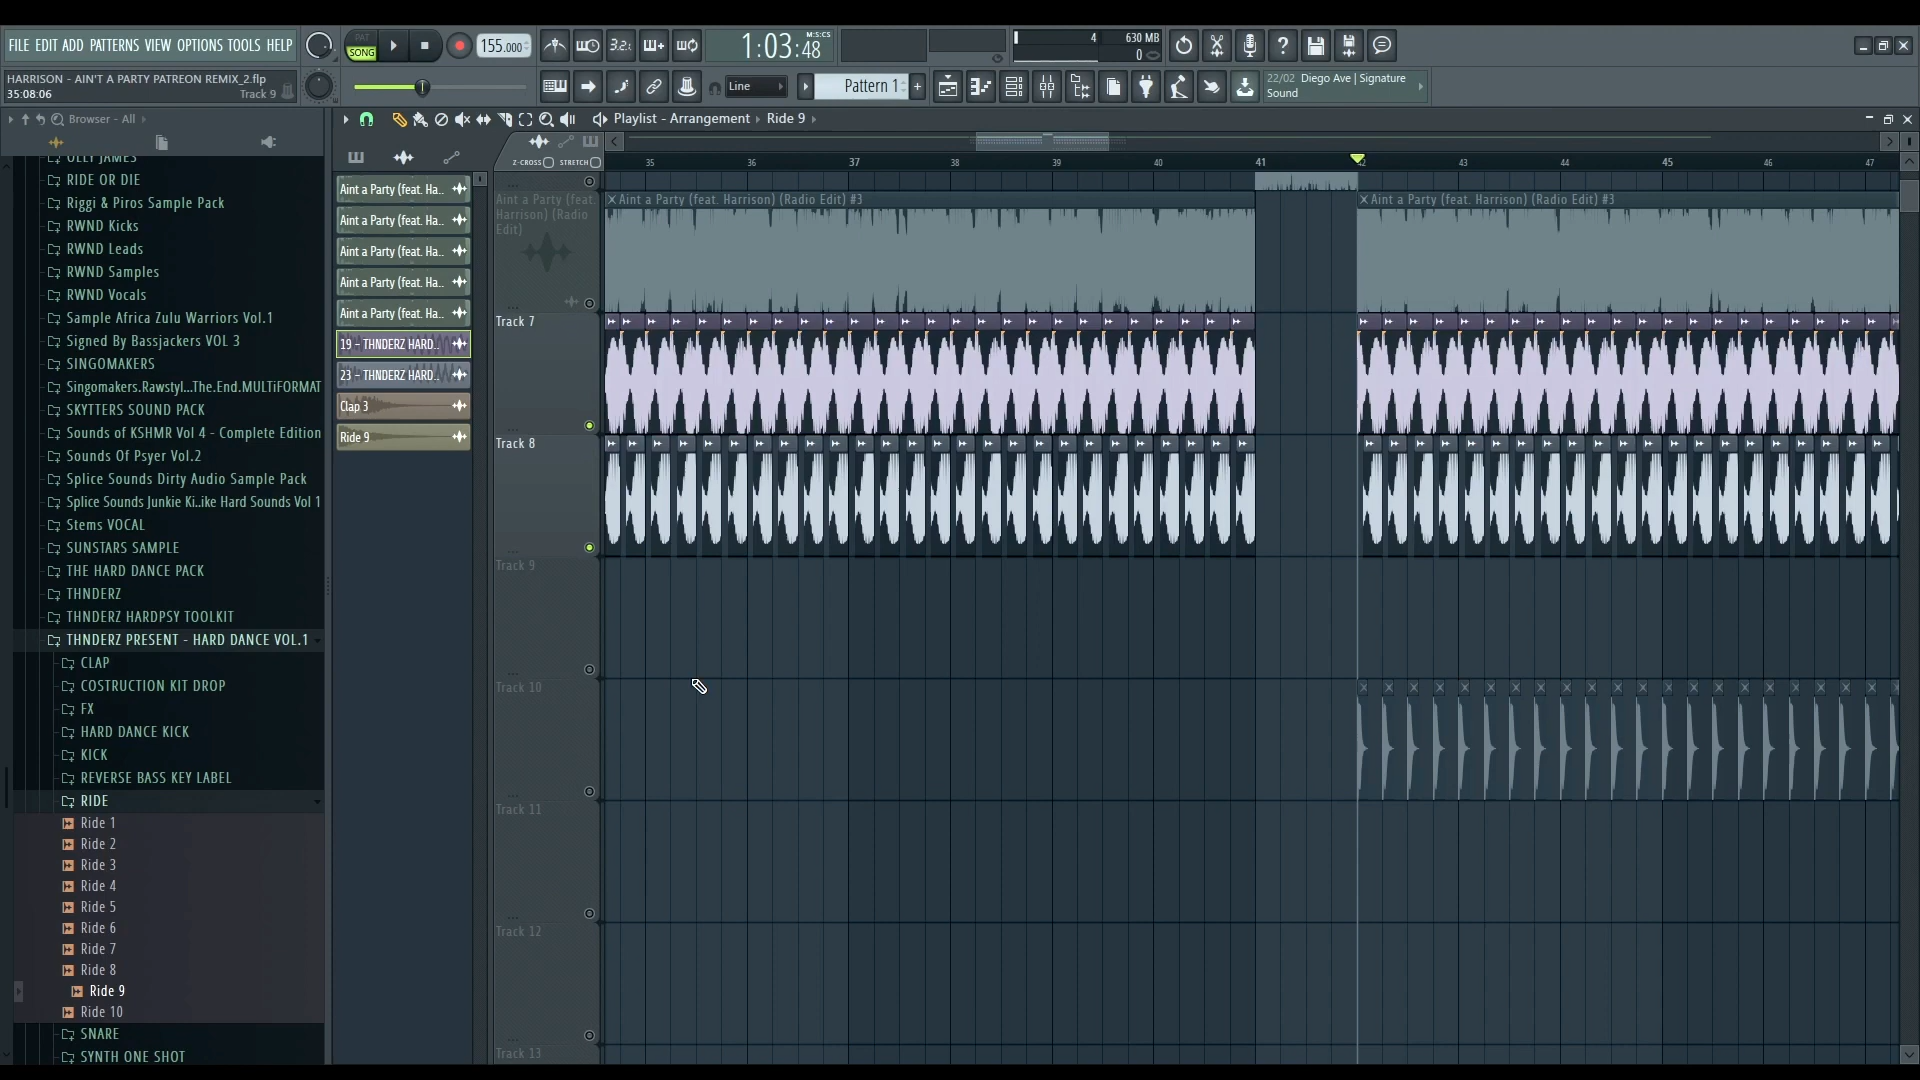 FILE EDIT ADD PATTERNS VIEW OPTIONS TOOLS HELP
PAT
SONG
155.000
3.2.
1:03:48
M:S:CS
4
630 MB
0
HARRISON - AIN'T A PARTY PATREON REMIX_2.flp
35:08:06
Track 9
Line
Pattern 1
22/02 Diego Ave | Signature
Sound
Browser - All
Playlist - Arrangement › Ride 9 ›
Z-CROSS
STRETCH
35 36 37 38 39 40 41 42 43 44 45 46 47
OLLY JAMES
RIDE OR DIE
Riggi & Piros Sample Pack
RWND Kicks
RWND Leads
RWND Samples
RWND Vocals
Sample Africa Zulu Warriors Vol.1
Signed By Bassjackers VOL 3
SINGOMAKERS
Singomakers.Rawstyl...The.End.MULTiFORMAT
SKYTTERS SOUND PACK
Sounds of KSHMR Vol 4 - Complete Edition
Sounds Of Psyer Vol.2
Splice Sounds Dirty Audio Sample Pack
Splice Sounds Junkie Ki..ike Hard Sounds Vol 1
Stems VOCAL
SUNSTARS SAMPLE
THE HARD DANCE PACK
THNDERZ
THNDERZ HARDPSY TOOLKIT
THNDERZ PRESENT - HARD DANCE VOL.1
CLAP
COSTRUCTION KIT DROP
FX
HARD DANCE KICK
KICK
REVERSE BASS KEY LABEL
RIDE
Ride 1
Ride 2
Ride 3
Ride 4
Ride 5
Ride 6
Ride 7
Ride 8
Ride 9
Ride 10
SNARE
SYNTH ONE SHOT
Aint a Party (feat. Ha..
Aint a Party (feat. Ha..
Aint a Party (feat. Ha..
Aint a Party (feat. Ha..
Aint a Party (feat. Ha..
19 - THNDERZ HARD..
23 - THNDERZ HARD..
Clap 3
Ride 9
Aint a Party (feat.
Harrison) (Radio
Edit)
Aint a Party (feat. Harrison) (Radio Edit) #3
Aint a Party (feat. Harrison) (Radio Edit) #3
Track 7
Track 8
Track 9
Track 10
Track 11
Track 12
Track 13